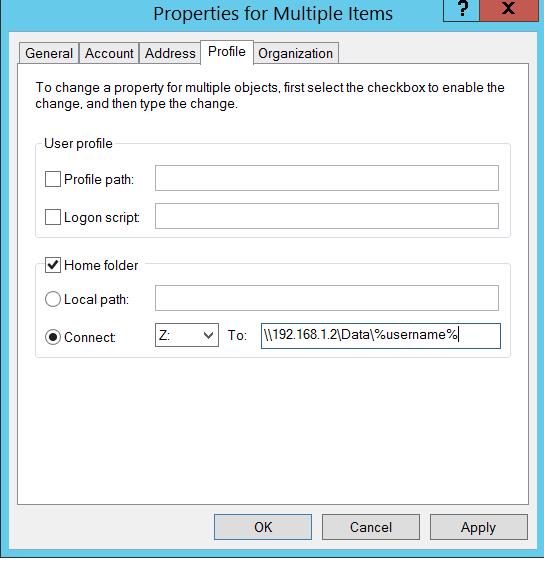 Properties for Multiple Items
? X
General Account Address Profile Organization
To change a property for multiple objects, first select the checkbox to enable the
change, and then type the change.
User profile
Profile path:
Logon script:
Home folder
Local path:
Connect: Z: To: \\192.168.1.2\Data\%username%
OK Cancel Apply